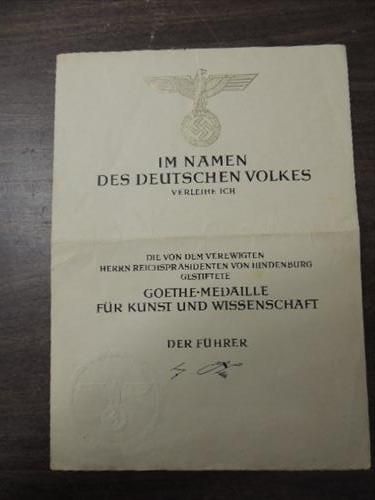 IM NAMEN
DES DEUTSCHEN VOLKES
VERLEIHE ICH
DIE VON DEM VEREWIGTEN
HERRN REICHSPRÄSIDENTEN VON HINDENBURG
GESTIFTETE
GOETHE-MEDAILLE
FÜR KUNST UND WISSENSCHAFT
DER FÜHRER